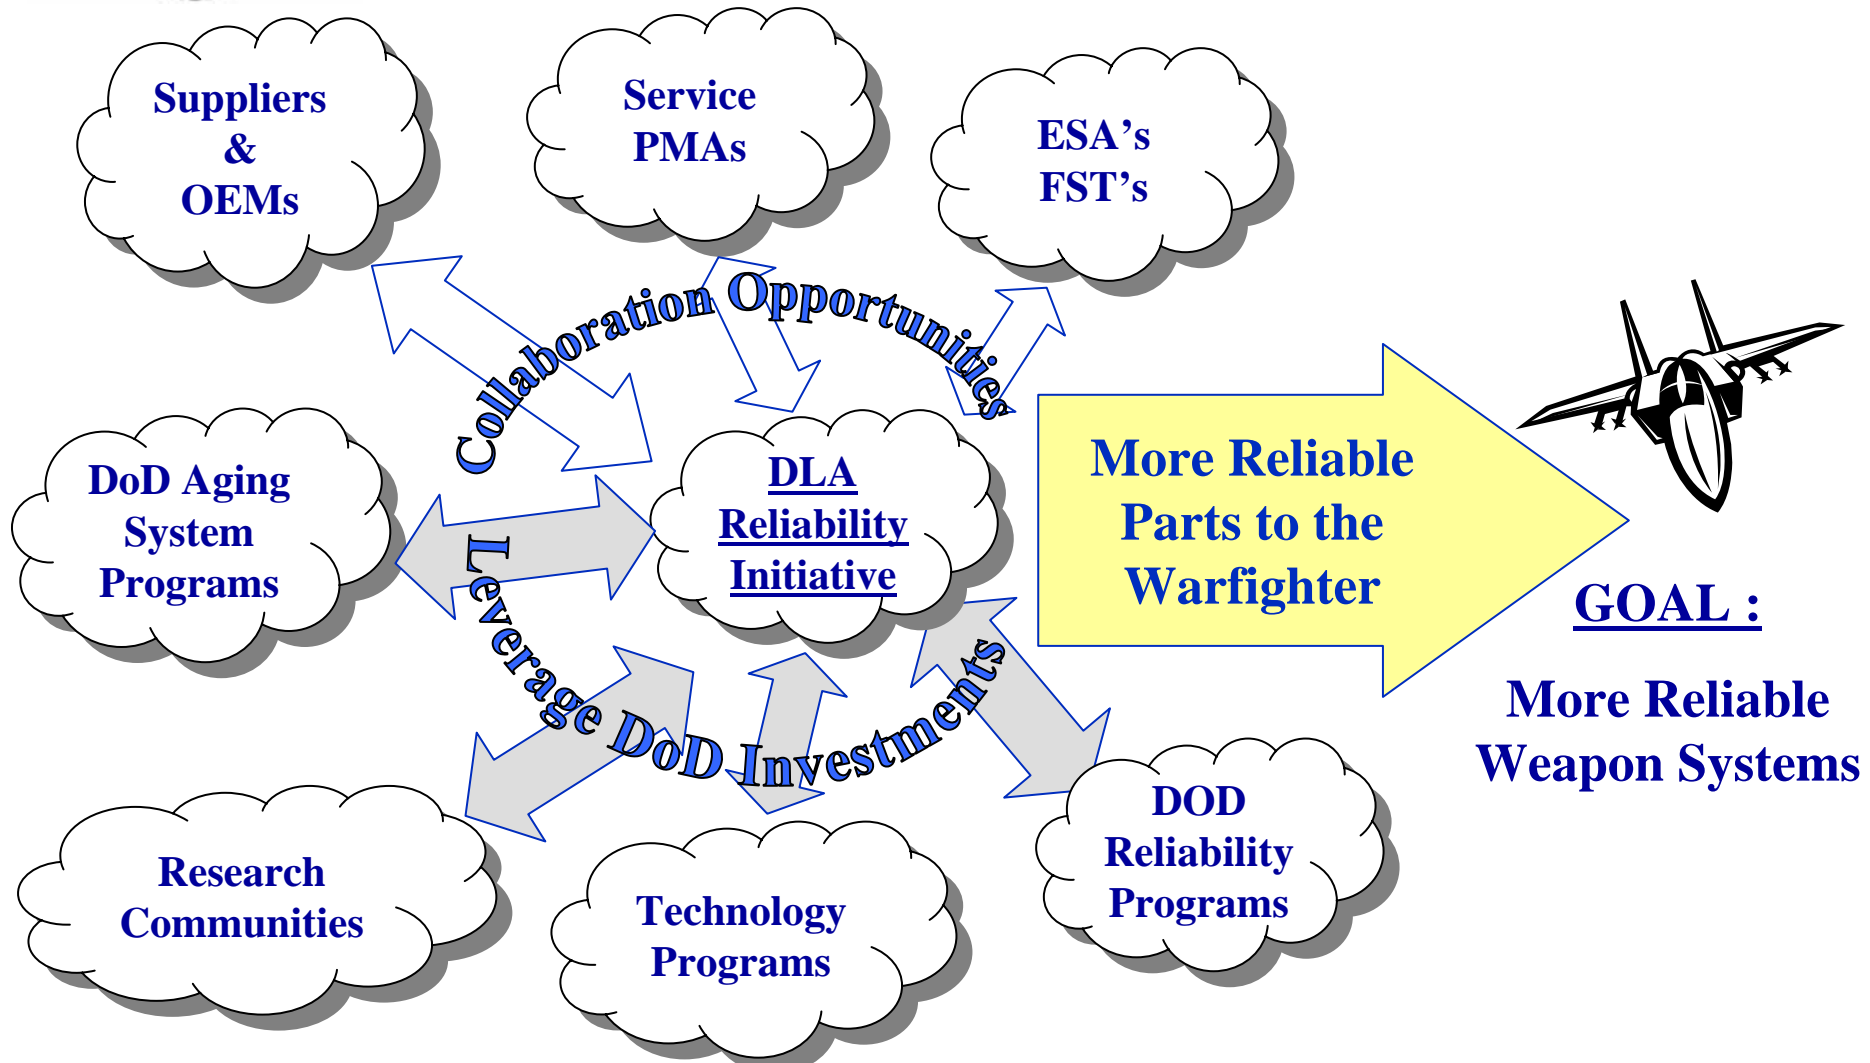 Suppliers
&
OEMs
Service
PMAs
ESA’s
FST’s
Collaboration Opportunities
DoD Aging
System
Programs
DLA
Reliability
Initiative
More Reliable
Parts to the
Warfighter
Leverage DoD Investments
GOAL :
More Reliable
Weapon Systems
Research
Communities
Technology
Programs
DOD
Reliability
Programs